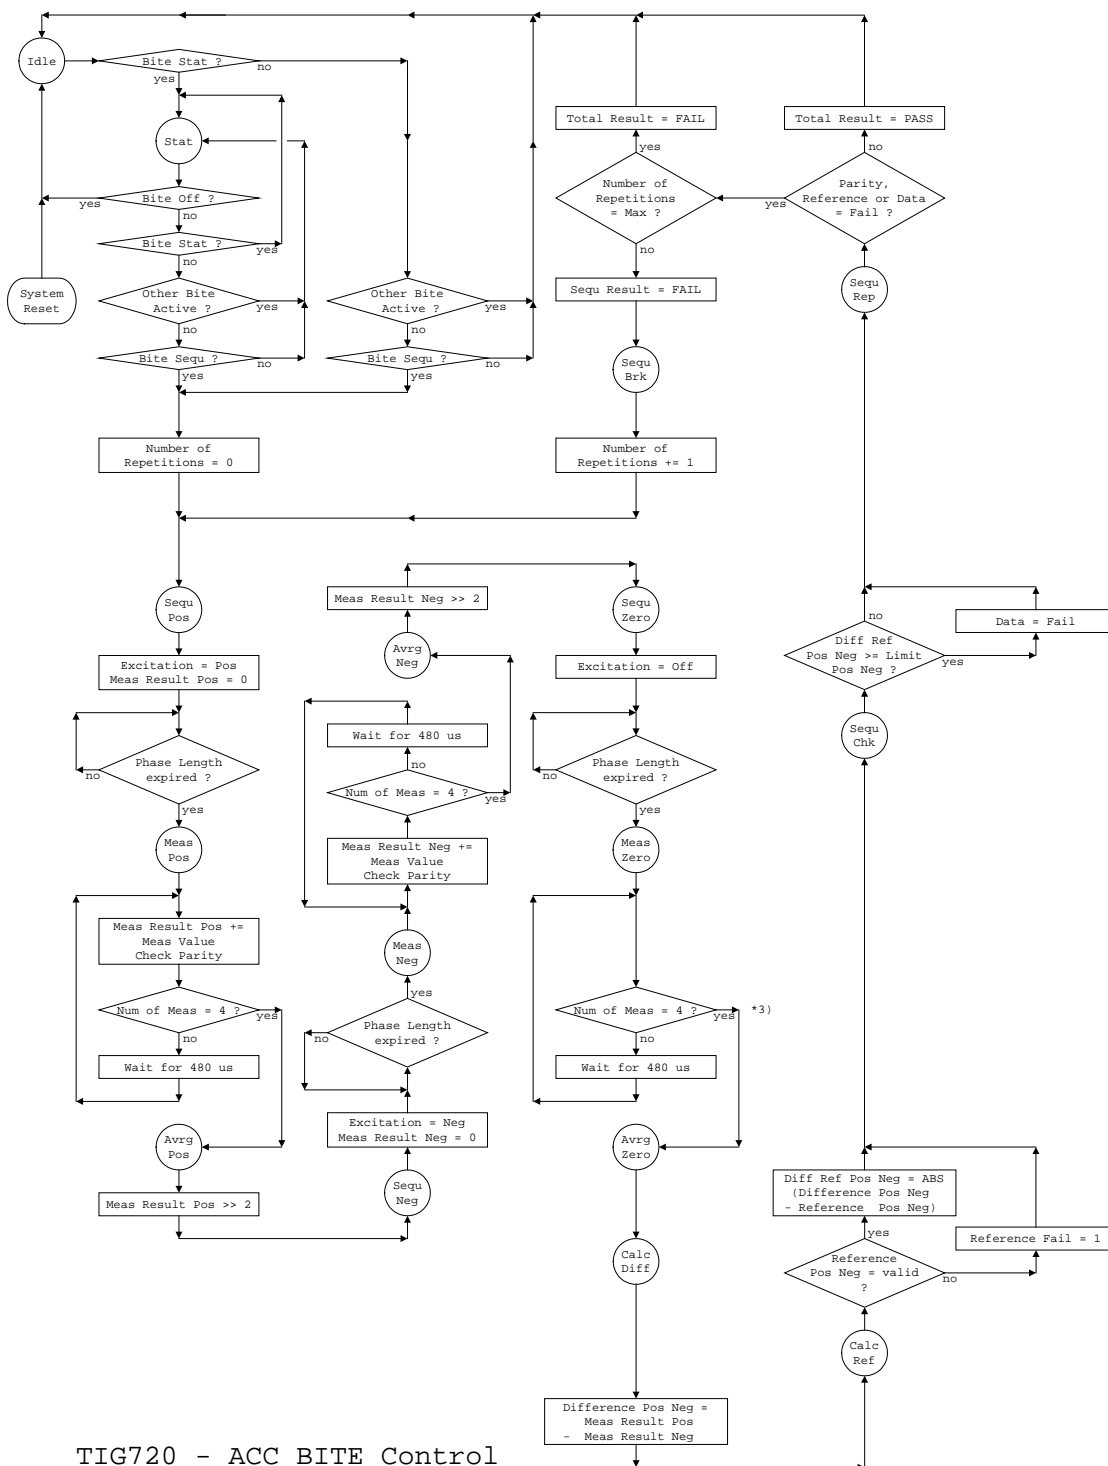 Idle
Bite Stat ?
no
yes
Stat
Bite Off ?
yes
no
Bite Stat ?
yes
no
System
Reset
Other Bite
Active ?
yes
no
Bite Sequ ?
no
yes
Other Bite
Active ?
yes
no
Bite Sequ ?
no
yes
Number of
Repetitions = 0
Total Result = FAIL
yes
Number of
Repetitions
= Max ?
no
Sequ Result = FAIL
Sequ
Brk
Number of
Repetitions += 1
Total Result = PASS
no
Parity,
Reference or Data
= Fail ?
yes
Sequ
Rep
Sequ
Pos
Excitation = Pos
Meas Result Pos = 0
Phase Length
expired ?
no
yes
Meas
Pos
Meas Result Pos +=
Meas Value
Check Parity
Num of Meas = 4 ?
yes
no
Wait for 480 us
Avrg
Pos
Meas Result Pos >> 2
Meas Result Neg >> 2
Avrg
Neg
Wait for 480 us
no
Num of Meas = 4 ?
yes
Meas Result Neg +=
Meas Value
Check Parity
Meas
Neg
yes
Phase Length
expired ?
no
Excitation = Neg
Meas Result Neg = 0
Sequ
Neg
Sequ
Zero
Excitation = Off
Phase Length
expired ?
no
yes
Meas
Zero
Num of Meas = 4 ?
yes
*3)
no
Wait for 480 us
Avrg
Zero
Calc
Diff
Difference Pos Neg =
Meas Result Pos
- Meas Result Neg
no
Data = Fail
Diff Ref
Pos Neg >= Limit
Pos Neg ?
yes
Sequ
Chk
Diff Ref Pos Neg = ABS
(Difference Pos Neg
- Reference Pos Neg)
yes
Reference Fail = 1
Reference
Pos Neg = valid
?
no
Calc
Ref
TIG720 - ACC BITE Control